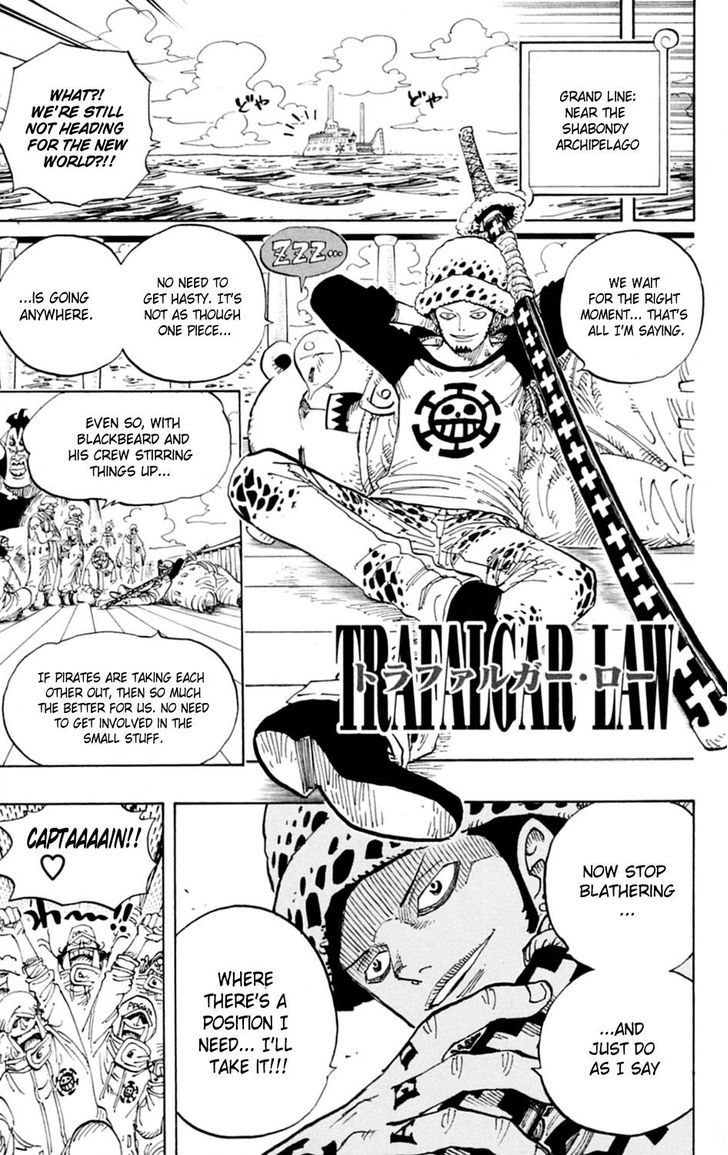 GRAND LINE:
NEAR THE
SHABONDY
ARCHIPELAGO
どや
どや
WHAT?!
WE'RE STILL
NOT HEADING
FOR THE NEW
WORLD?!!
WE WAIT
FOR THE RIGHT
MOMENT... THAT'S
ALL I'M SAYING.
ZZZ...
NO NEED TO
GET HASTY. IT'S
NOT AS THOUGH
ONE PIECE...
...IS GOING
ANYWHERE.
TRAFALGAR LAW
トラファルガー・ロー
EVEN SO, WITH
BLACKBEARD AND
HIS CREW STIRRING
THINGS UP...
IF PIRATES ARE TAKING EACH
OTHER OUT, THEN SO MUCH
THE BETTER FOR US. NO NEED
TO GET INVOLVED IN THE
SMALL STUFF.
NOW STOP
BLATHERING
...
...AND
JUST DO
AS I SAY
WHERE
THERE'S A
POSITION I
NEED... I'LL
TAKE IT!!!
CAPTAAAAIN!!
♡
PENGUIN